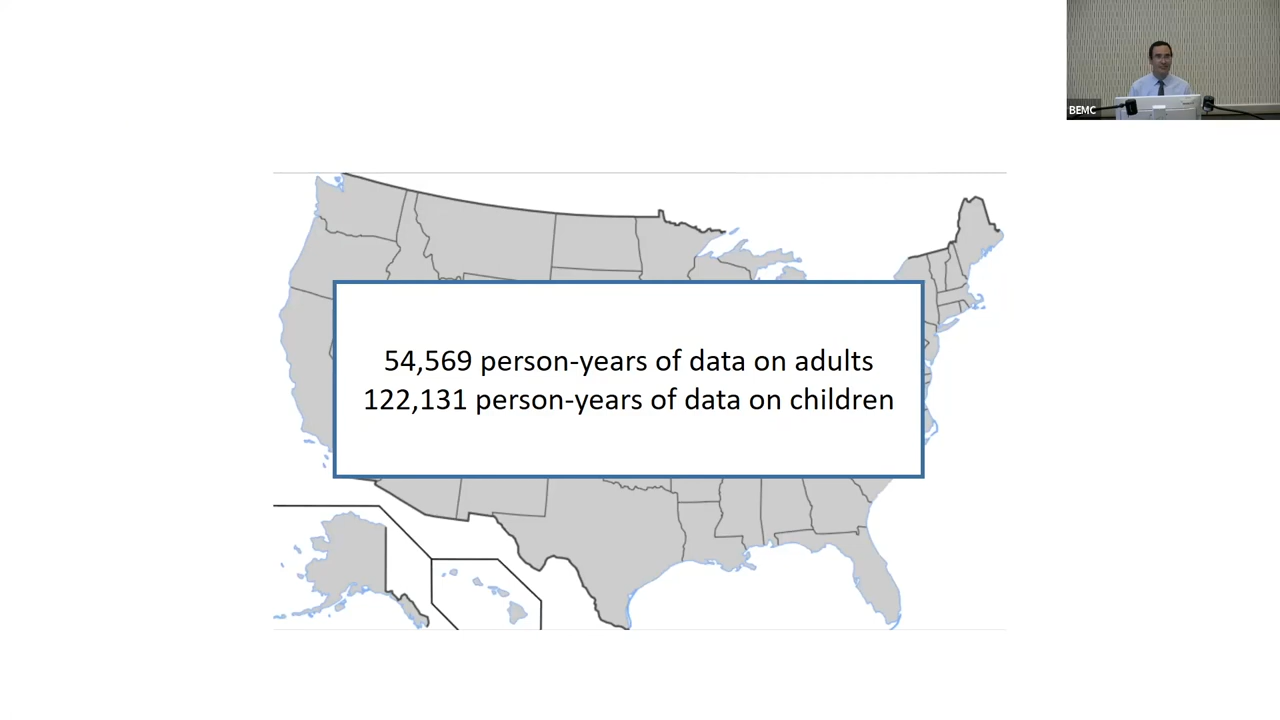 BEMC
54,569 person-years of data on adults
122,131 person-years of data on children